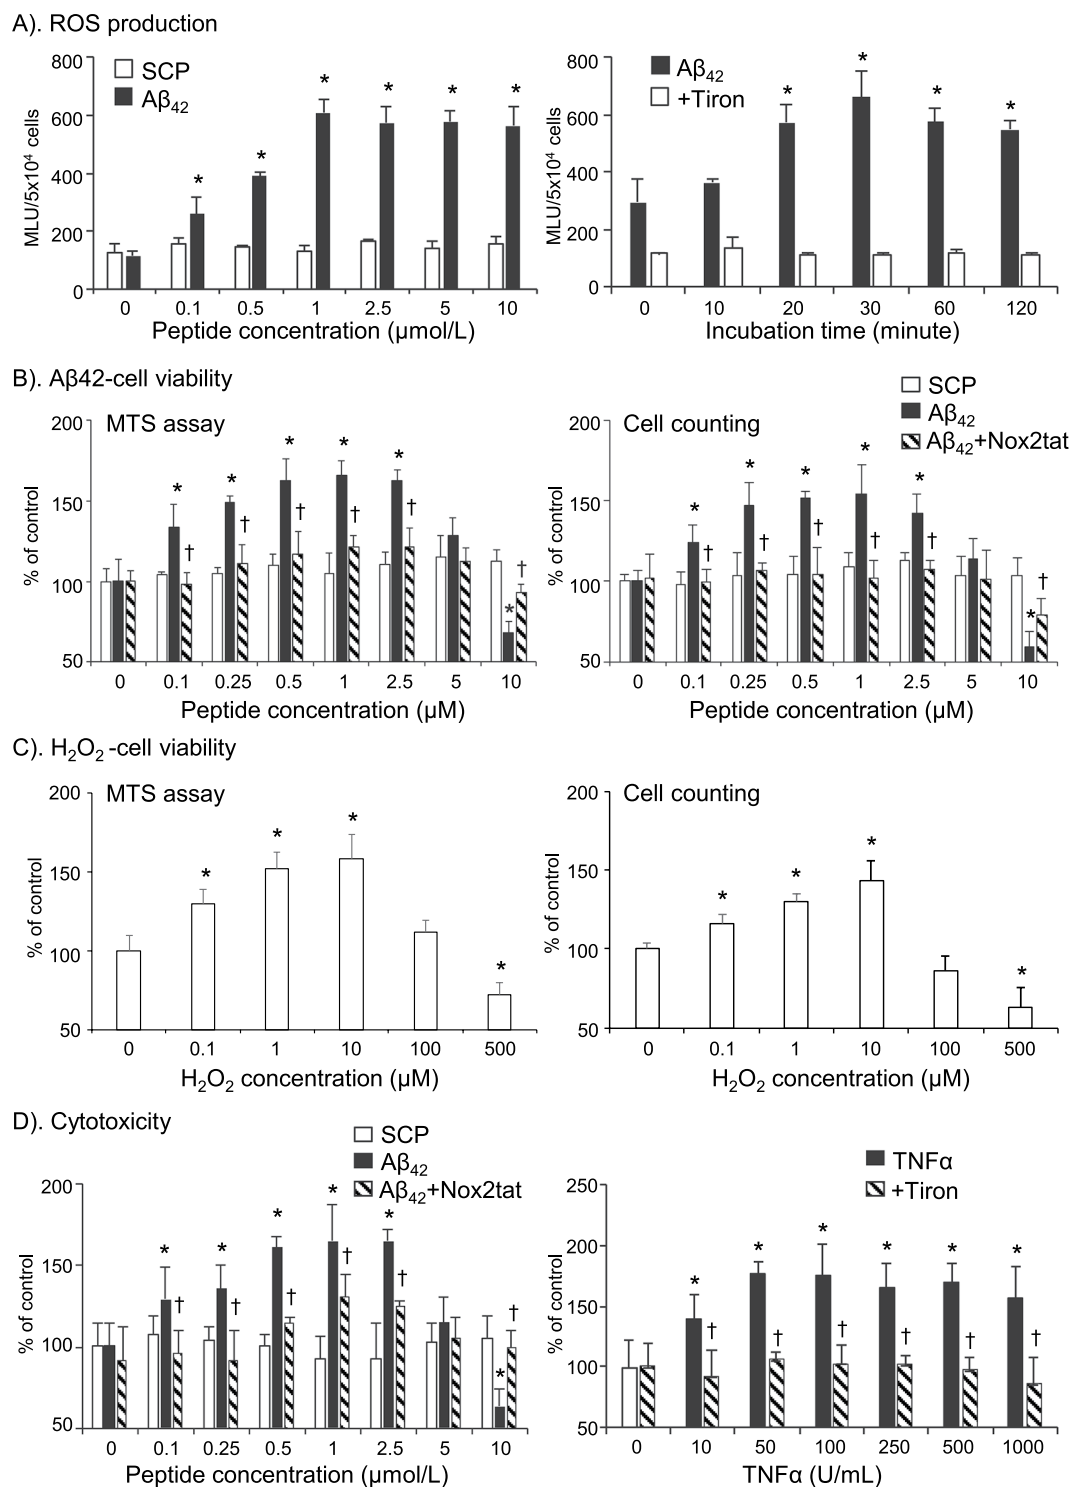 A). ROS production
SCP
Aβ42
MLU/5x10⁴ cells
800
600
400
200
0
* * * * * *
0 0.1 0.5 1 2.5 5 10
Peptide concentration (μmol/L)
Aβ42
+Tiron
MLU/5x10⁴ cells
800
600
400
200
0
* * * *
0 10 20 30 60 120
Incubation time (minute)
B). Aβ42-cell viability
SCP
Aβ42
Aβ42+Nox2tat
MTS assay
% of control
200
150
100
50
* * * * * *
† † † † † †
0 0.1 0.25 0.5 1 2.5 5 10
Peptide concentration (μM)
Cell counting
% of control
200
150
100
50
* * * * * *
† † † † † †
0 0.1 0.25 0.5 1 2.5 5 10
Peptide concentration (μM)
C). H₂O₂ -cell viability
MTS assay
% of control
200
150
100
50
* * * *
0 0.1 1 10 100 500
H₂O₂ concentration (μM)
Cell counting
% of control
200
150
100
50
* * * *
0 0.1 1 10 100 500
H₂O₂ concentration (μM)
D). Cytotoxicity
SCP
Aβ42
Aβ42+Nox2tat
% of control
200
150
100
50
* * * * * *
† † † † † †
0 0.1 0.25 0.5 1 2.5 5 10
Peptide concentration (μmol/L)
TNFα
+Tiron
% of control
250
200
150
100
50
* * * * * *
† † † † † †
0 10 50 100 250 500 1000
TNFα (U/mL)